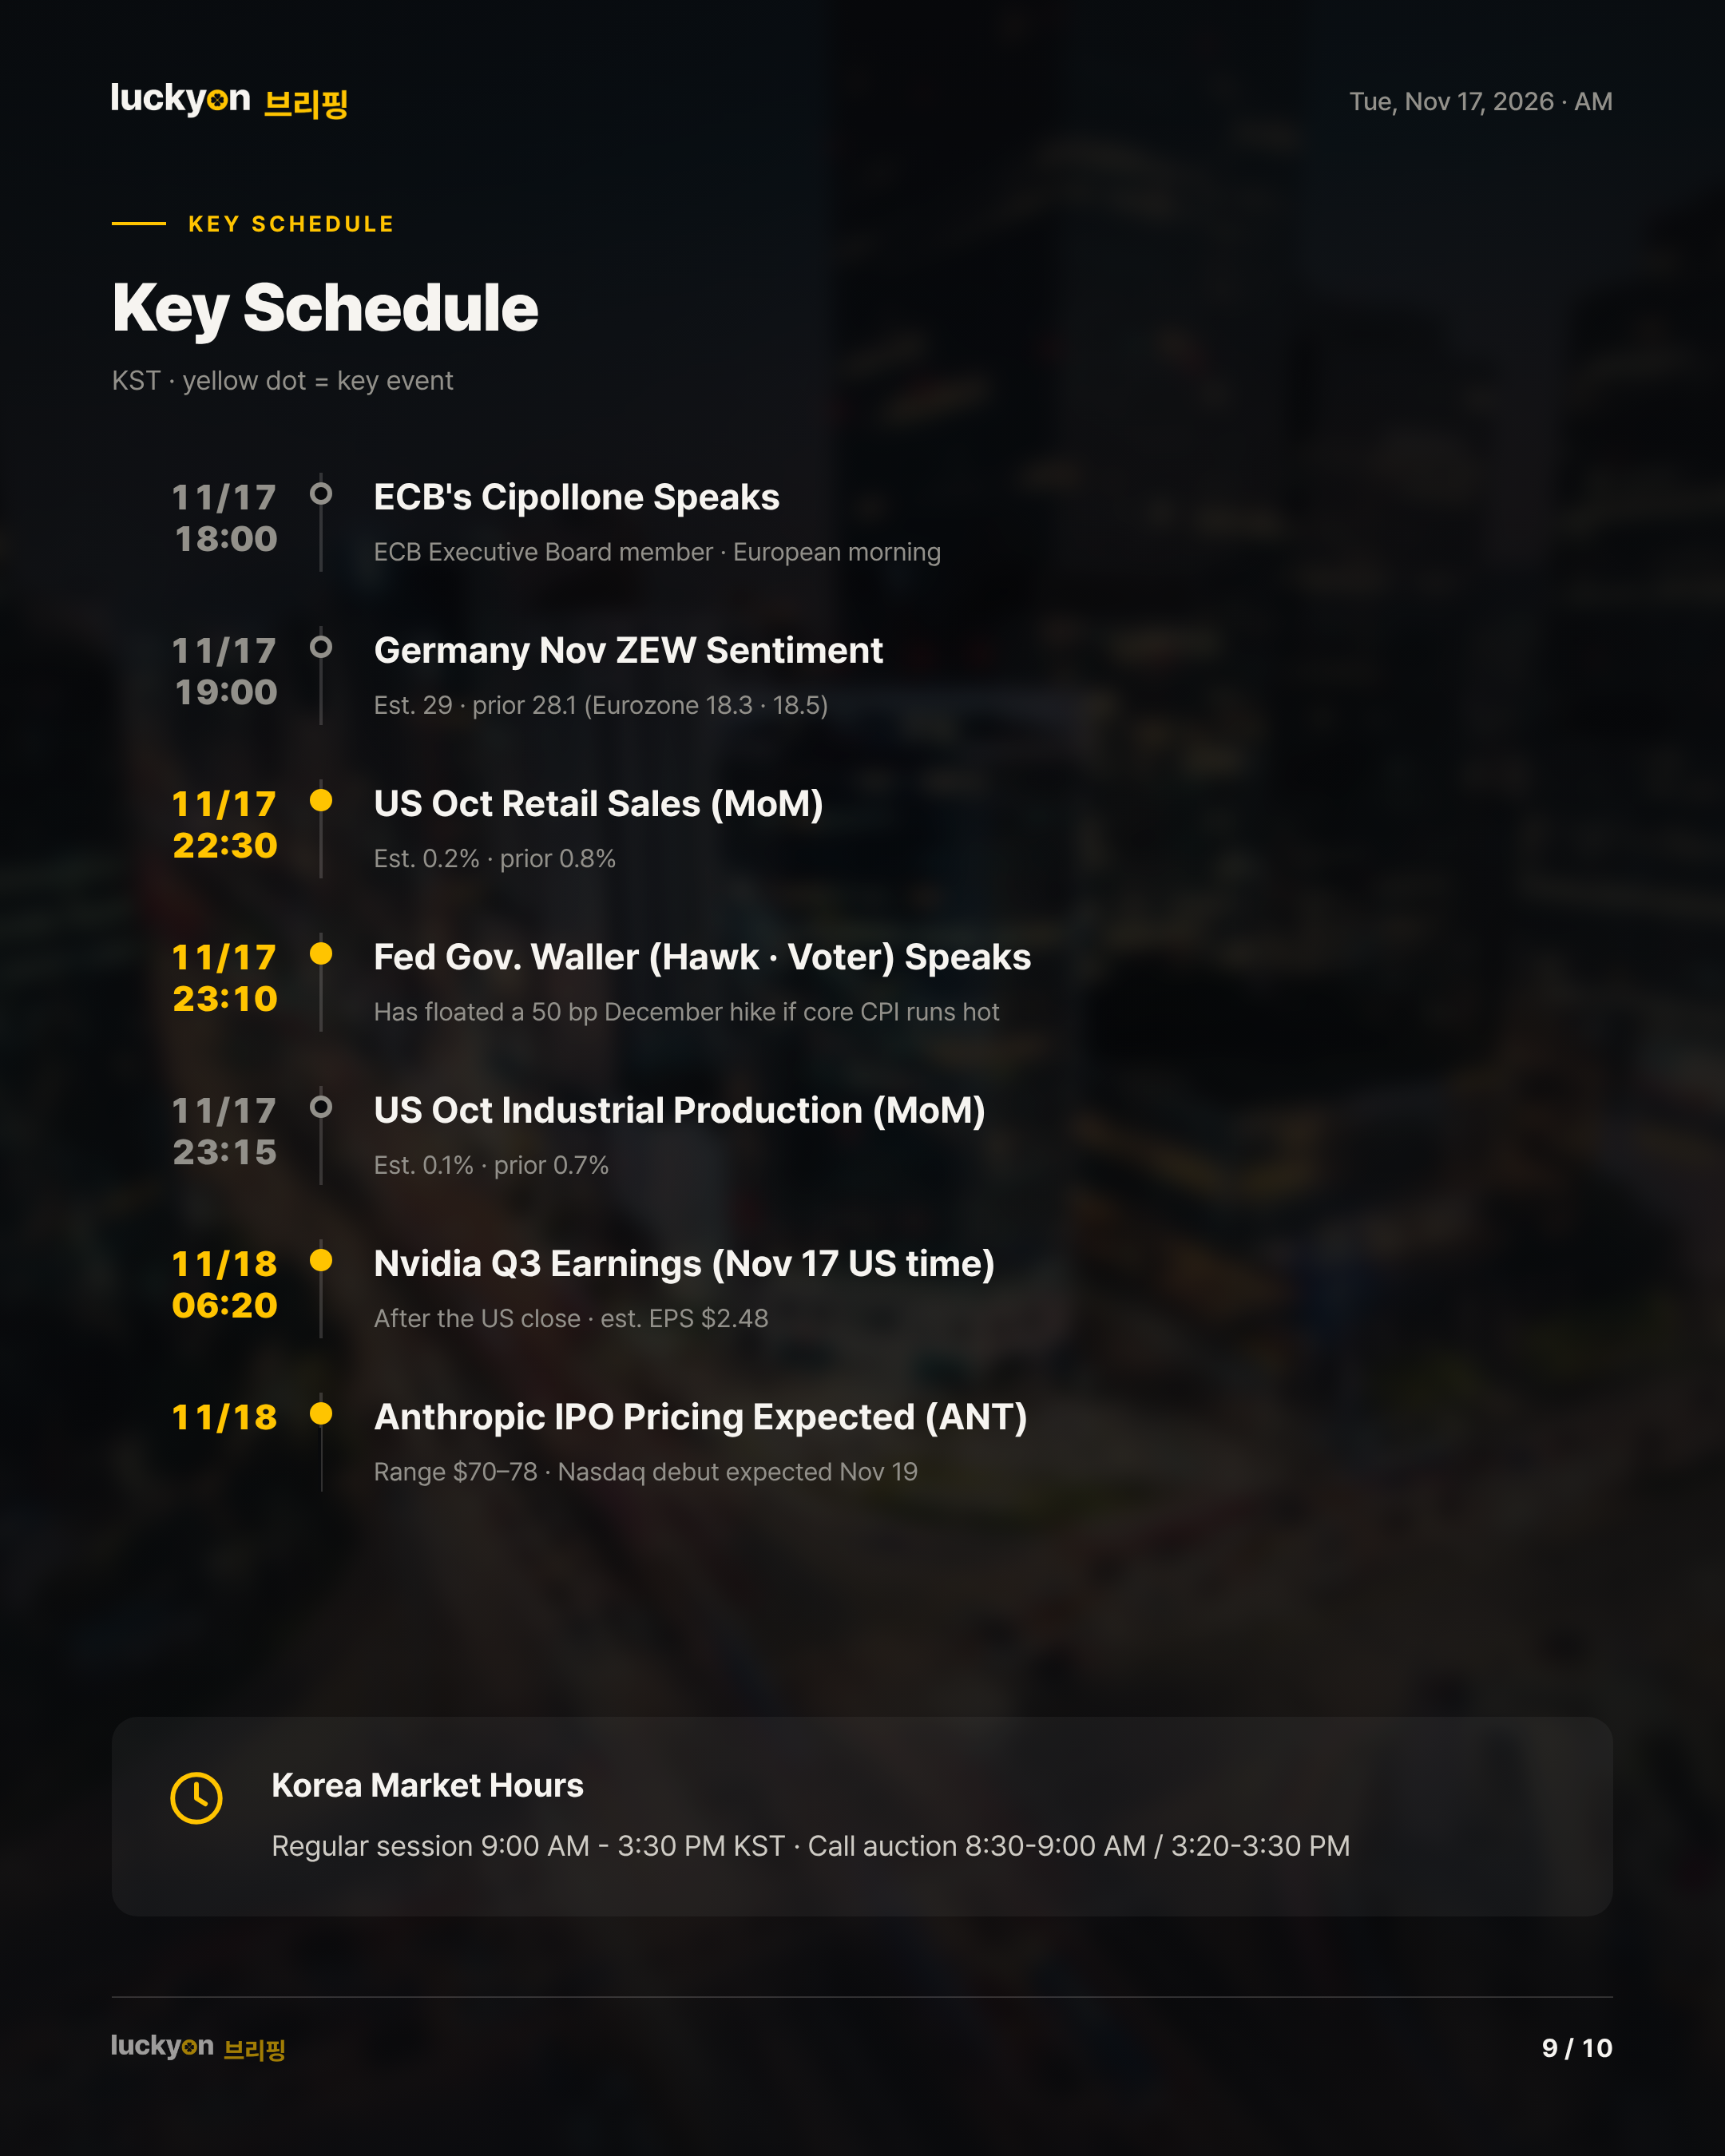 luckyon 브리핑
Tue, Nov 17, 2026 · AM
KEY SCHEDULE
Key Schedule
KST · yellow dot = key event
11/17
18:00
ECB's Cipollone Speaks
ECB Executive Board member · European morning
11/17
19:00
Germany Nov ZEW Sentiment
Est. 29 · prior 28.1 (Eurozone 18.3 · 18.5)
11/17
22:30
US Oct Retail Sales (MoM)
Est. 0.2% · prior 0.8%
11/17
23:10
Fed Gov. Waller (Hawk · Voter) Speaks
Has floated a 50 bp December hike if core CPI runs hot
11/17
23:15
US Oct Industrial Production (MoM)
Est. 0.1% · prior 0.7%
11/18
06:20
Nvidia Q3 Earnings (Nov 17 US time)
After the US close · est. EPS $2.48
11/18
Anthropic IPO Pricing Expected (ANT)
Range $70–78 · Nasdaq debut expected Nov 19
Korea Market Hours
Regular session 9:00 AM - 3:30 PM KST · Call auction 8:30-9:00 AM / 3:20-3:30 PM
luckyon 브리핑
9 / 10